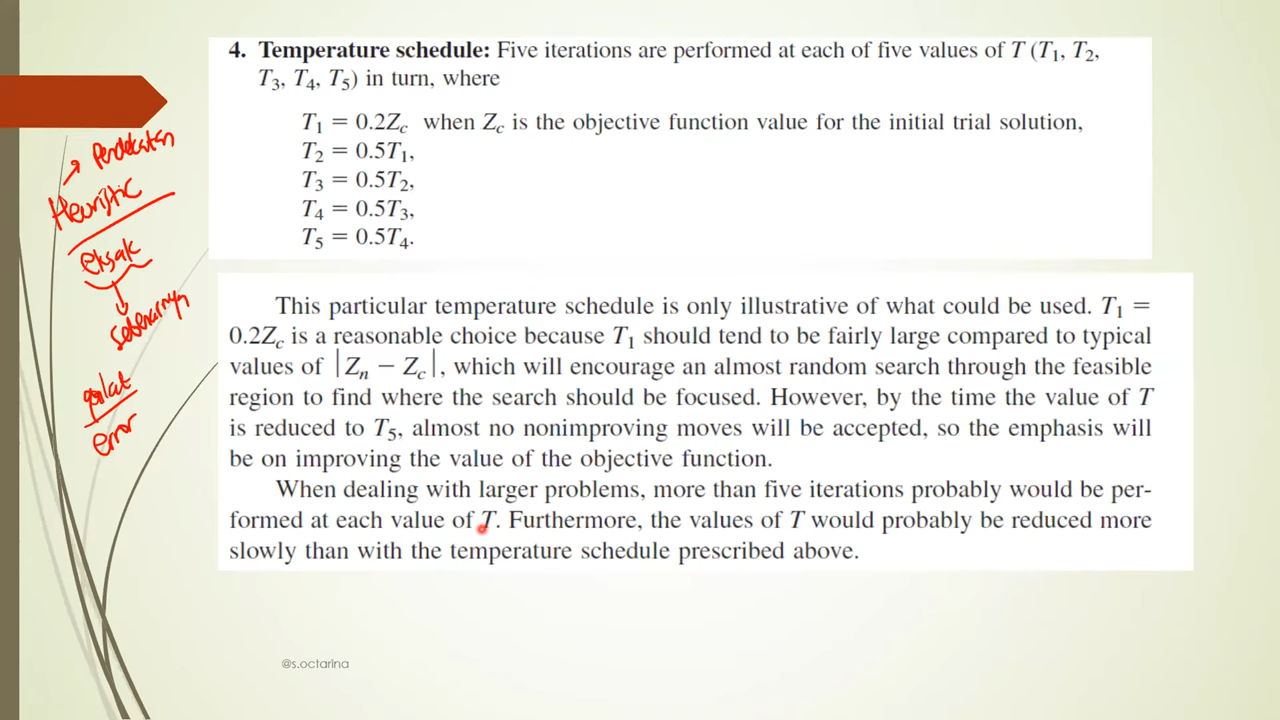 4. Temperature schedule: Five iterations are performed at each of five values of T (T₁, T₂,
T₃, T₄, T₅) in turn, where
T₁ = 0.2Z꜀ when Z꜀ is the objective function value for the initial trial solution,
T₂ = 0.5T₁,
T₃ = 0.5T₂,
T₄ = 0.5T₃,
T₅ = 0.5T₄.
This particular temperature schedule is only illustrative of what could be used. T₁ =
0.2Z꜀ is a reasonable choice because T₁ should tend to be fairly large compared to typical
values of |Zₙ − Z꜀|, which will encourage an almost random search through the feasible
region to find where the search should be focused. However, by the time the value of T
is reduced to T₅, almost no nonimproving moves will be accepted, so the emphasis will
be on improving the value of the objective function.
When dealing with larger problems, more than five iterations probably would be per-
formed at each value of T. Furthermore, the values of T would probably be reduced more
slowly than with the temperature schedule prescribed above.
→ Pendekatan
Heuristic
eksak
galat
error
@s.octarina